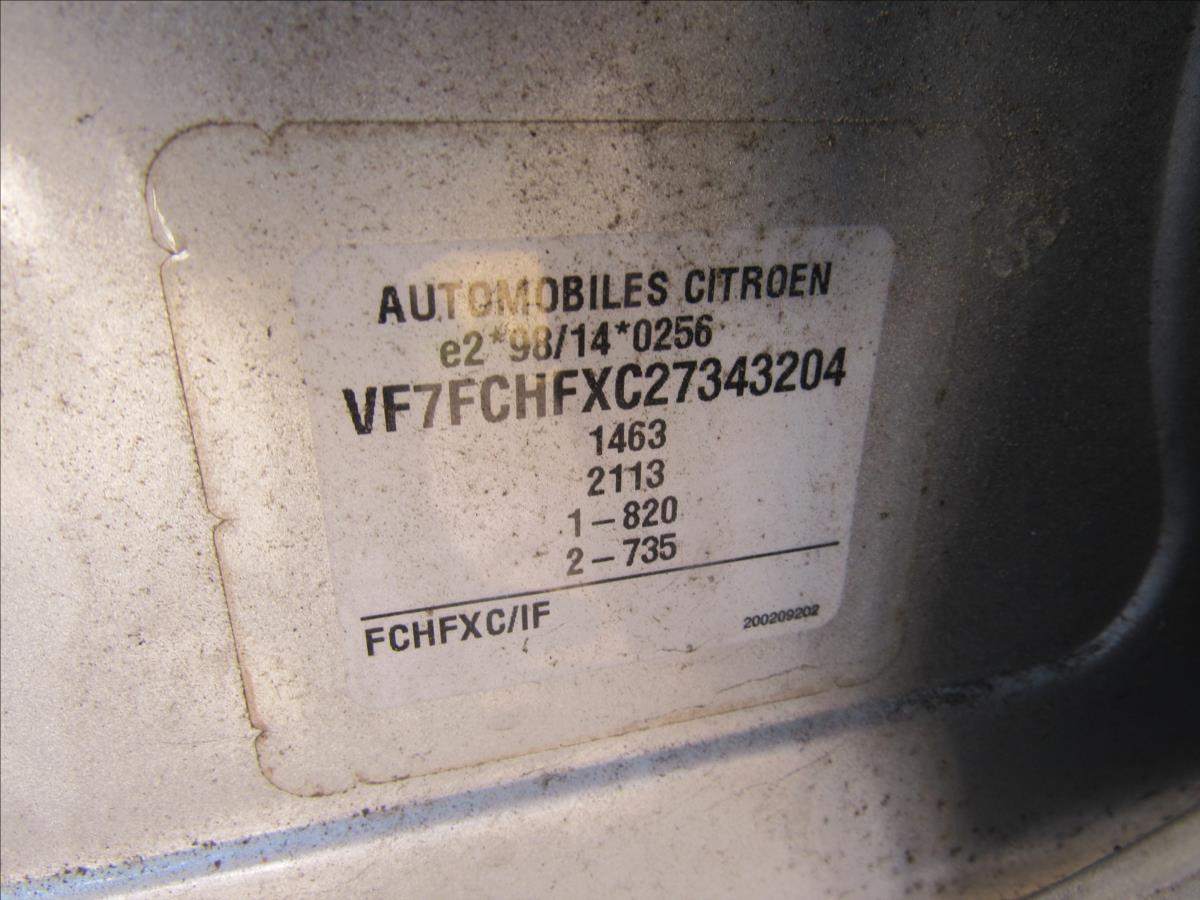 AUTOMOBILES CITROEN
e2*98/14*0256
VF7FCHFXC27343204
1463
2113
1-820
2-735
FCHFXC/IF
200209202